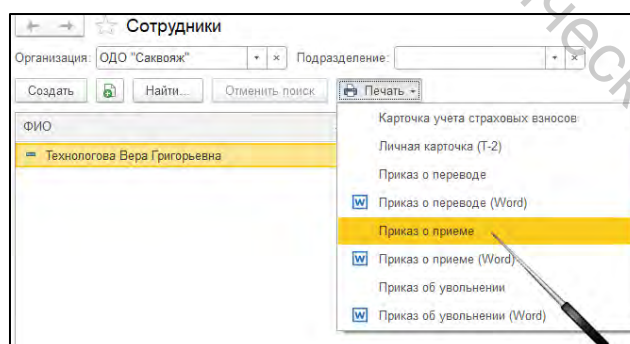 Сотрудники
Организация: ОДО "Саквояж" Подразделение:
Создать Найти... Отменить поиск Печать
ФИО
Технологова Вера Григорьевна
Карточка учета страховых взносов
Личная карточка (Т-2)
Приказ о переводе
Приказ о переводе (Word)
Приказ о приеме
Приказ о приеме (Word)
Приказ об увольнении
Приказ об увольнении (Word)